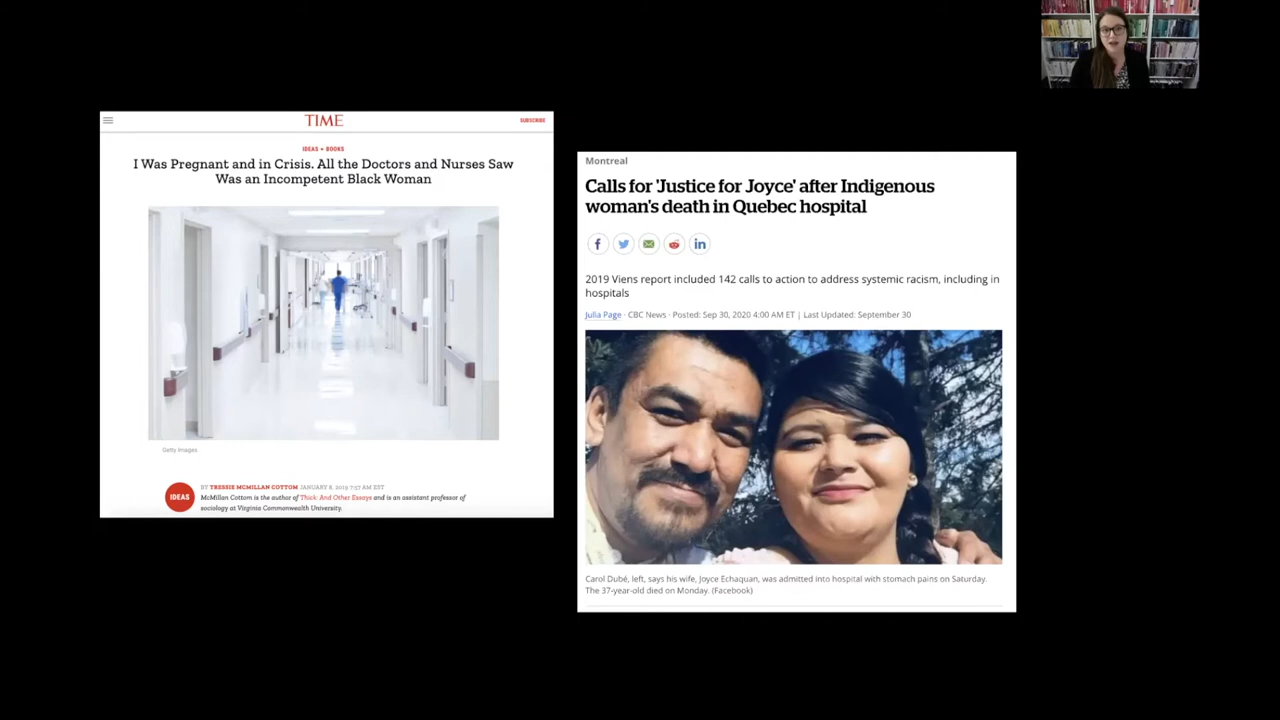 TIME
SUBSCRIBE
IDEAS • BOOKS
I Was Pregnant and in Crisis. All the Doctors and Nurses Saw
Was an Incompetent Black Woman
Getty Images
IDEAS
BY TRESSIE MCMILLAN COTTOM JANUARY 8, 2019 7:57 AM EST
McMillan Cottom is the author of Thick: And Other Essays and is an assistant professor of
sociology at Virginia Commonwealth University.
Montreal
Calls for 'Justice for Joyce' after Indigenous
woman's death in Quebec hospital
f
in
2019 Viens report included 142 calls to action to address systemic racism, including in
hospitals
Julia Page · CBC News · Posted: Sep 30, 2020 4:00 AM ET | Last Updated: September 30
Carol Dubé, left, says his wife, Joyce Echaquan, was admitted into hospital with stomach pains on Saturday.
The 37-year-old died on Monday. (Facebook)